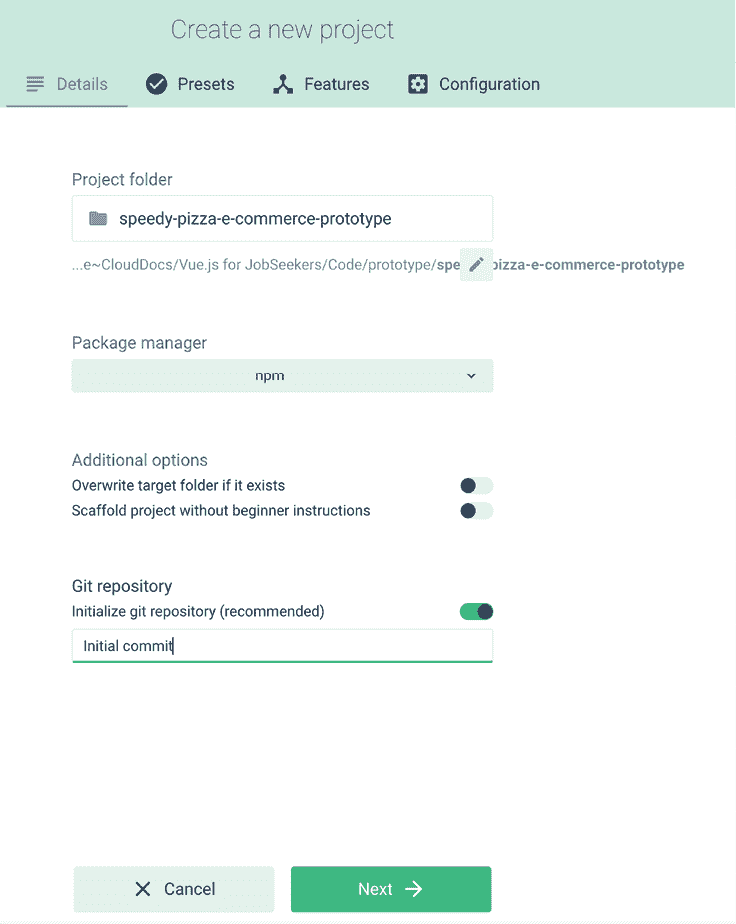 Create a new project
Details Presets Features Configuration
Project folder
speedy-pizza-e-commerce-prototype
...e~CloudDocs/Vue.js for JobSeekers/Code/prototype/spe pizza-e-commerce-prototype
Package manager
npm
Additional options
Overwrite target folder if it exists
Scaffold project without beginner instructions
Git repository
Initialize git repository (recommended)
Initial commit
Cancel Next